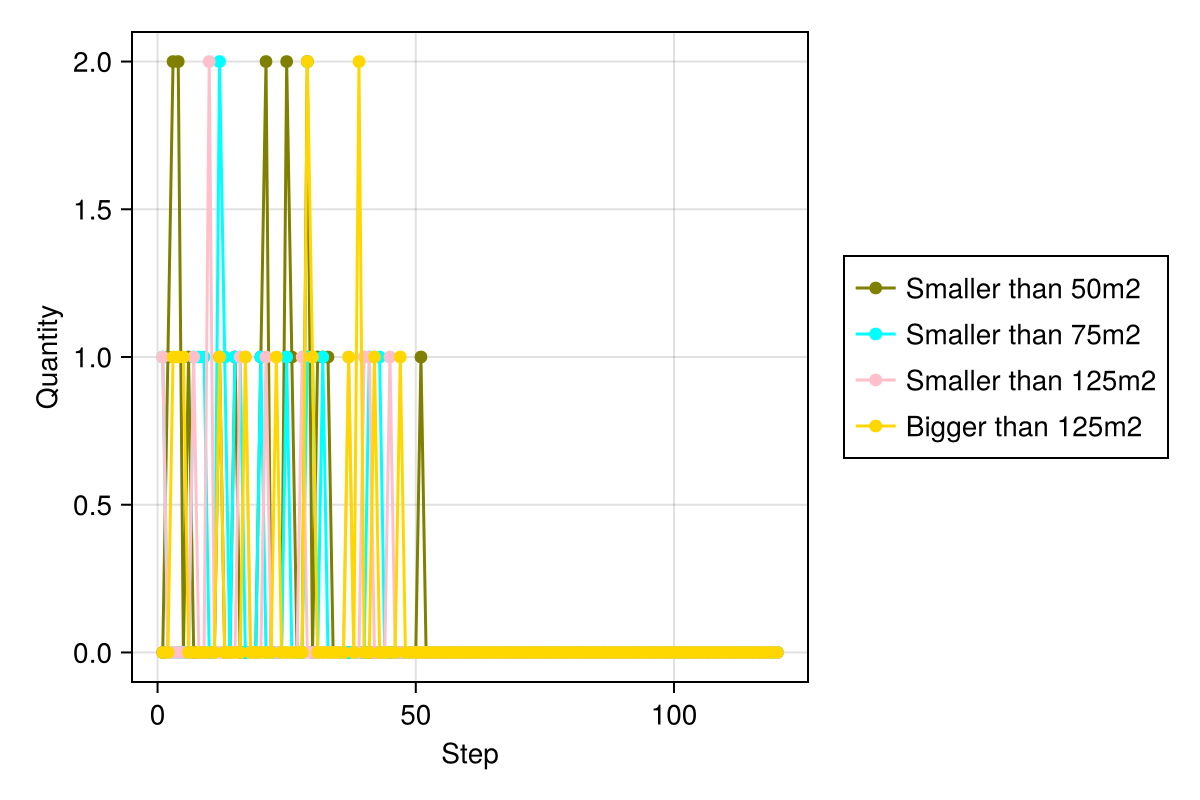 2.0
1.5
1.0
0.5
0.0
Quantity
0
50
100
Step
Smaller than 50m2
Smaller than 75m2
Smaller than 125m2
Bigger than 125m2